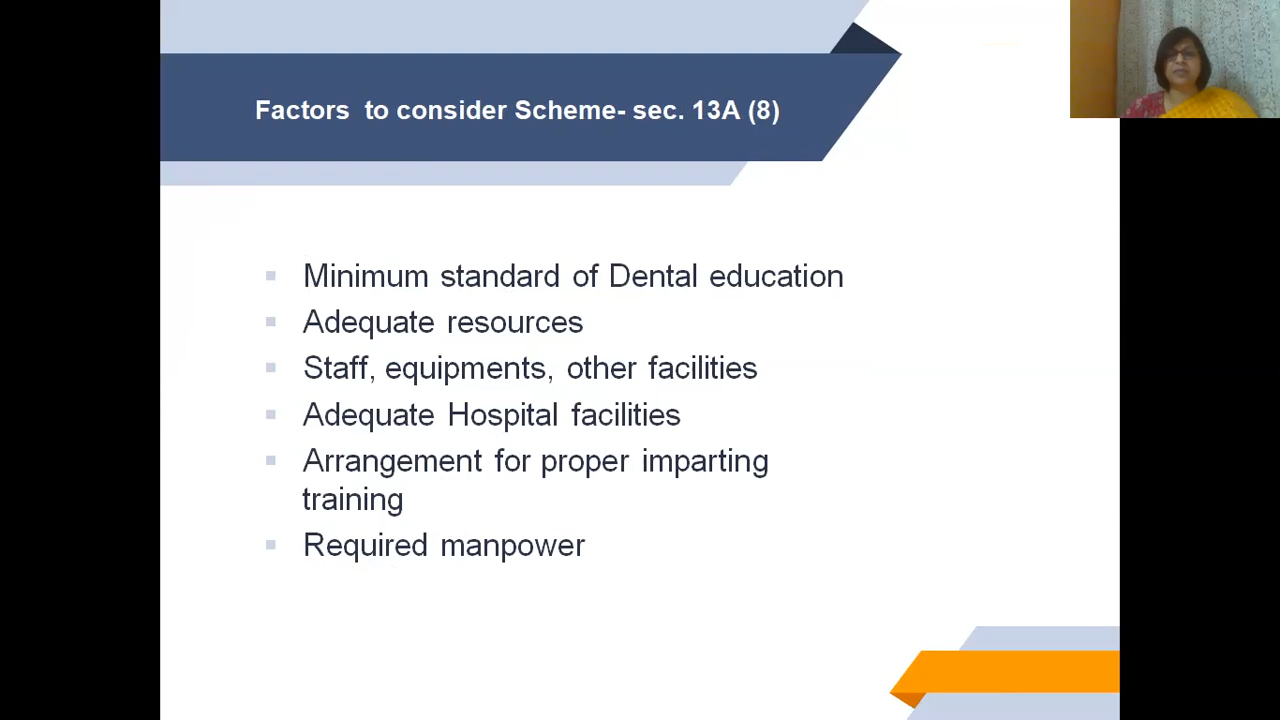 Factors to consider Scheme- sec. 13A (8)
Minimum standard of Dental education
Adequate resources
Staff, equipments, other facilities
Adequate Hospital facilities
Arrangement for proper imparting
training
Required manpower